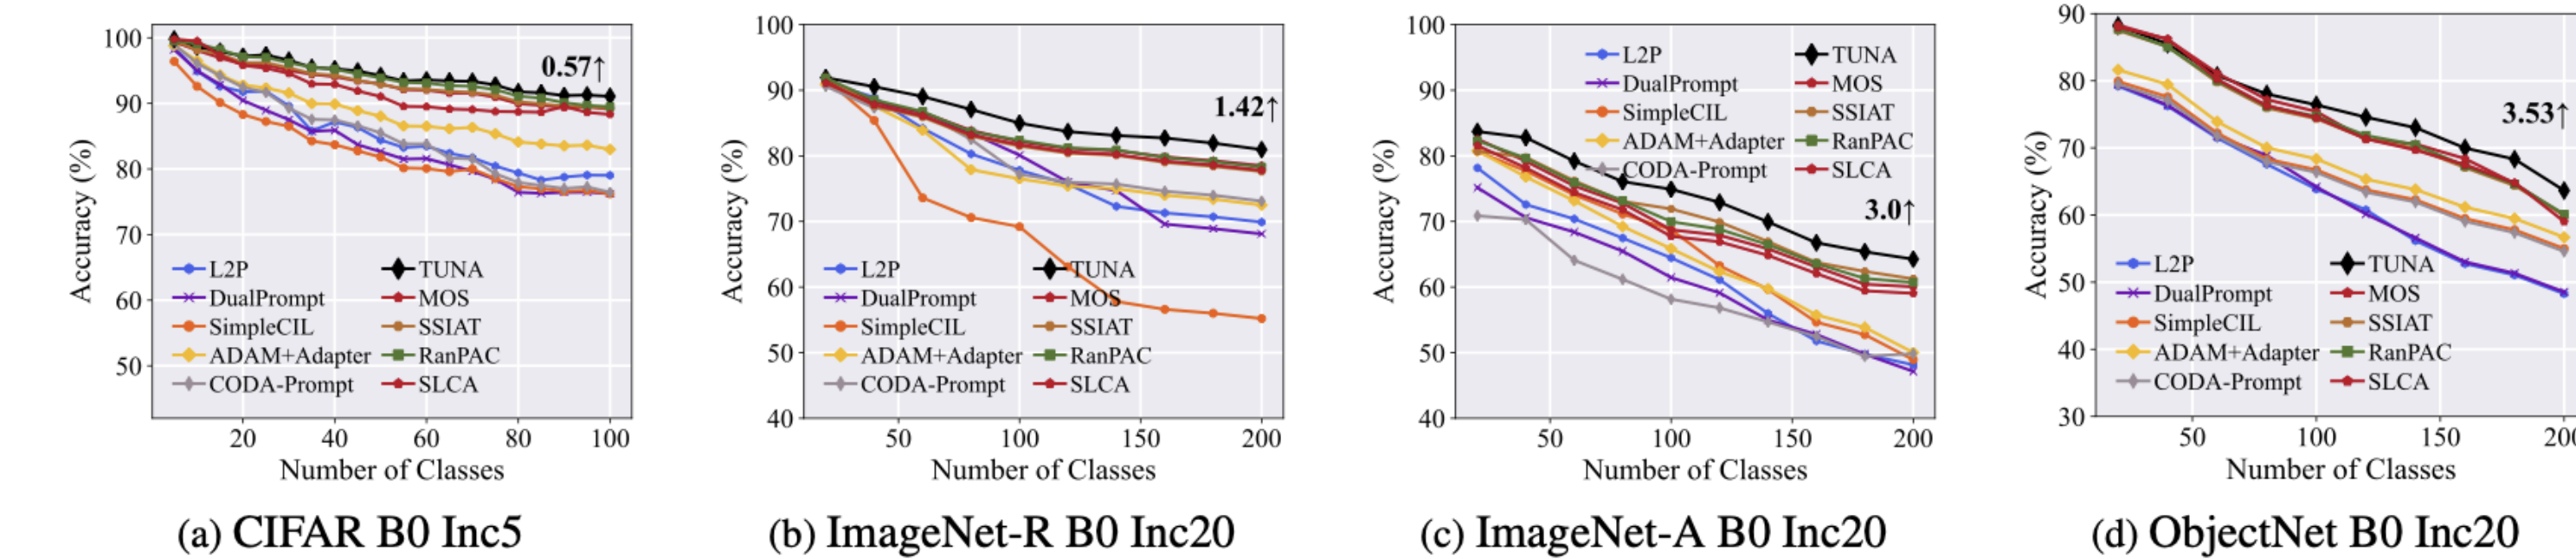 100
90
80
70
60
50
Accuracy (%)
0.57↑
L2P
DualPrompt
SimpleCIL
ADAM+Adapter
CODA-Prompt
TUNA
MOS
SSIAT
RanPAC
SLCA
20 40 60 80 100
Number of Classes
(a) CIFAR B0 Inc5
100
90
80
70
60
50
40
Accuracy (%)
1.42↑
L2P
DualPrompt
SimpleCIL
ADAM+Adapter
CODA-Prompt
TUNA
MOS
SSIAT
RanPAC
SLCA
50 100 150 200
Number of Classes
(b) ImageNet-R B0 Inc20
100
90
80
70
60
50
40
Accuracy (%)
L2P
DualPrompt
SimpleCIL
ADAM+Adapter
CODA-Prompt
TUNA
MOS
SSIAT
RanPAC
SLCA
3.0↑
50 100 150 200
Number of Classes
(c) ImageNet-A B0 Inc20
90
80
70
60
50
40
30
Accuracy (%)
3.53↑
L2P
DualPrompt
SimpleCIL
ADAM+Adapter
CODA-Prompt
TUNA
MOS
SSIAT
RanPAC
SLCA
50 100 150
Number of Classes
(d) ObjectNet B0 Inc20